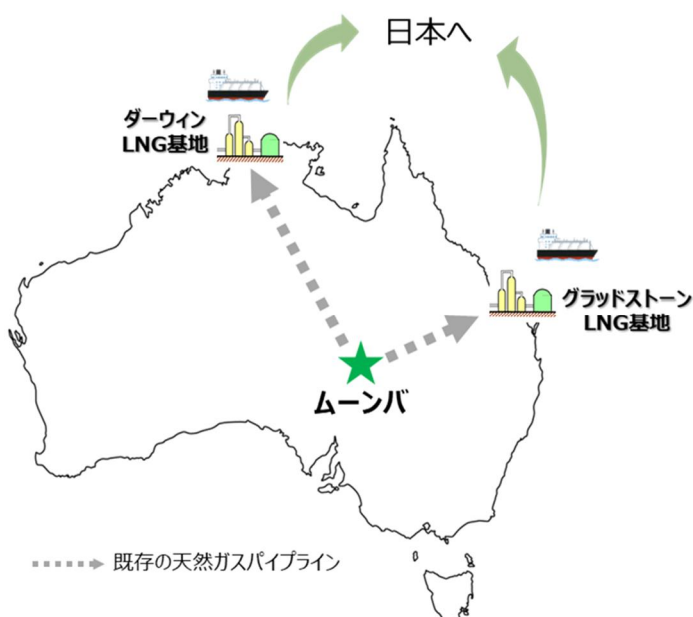 日本へ
ダーウィン
LNG基地
グラッドストーン
LNG基地
ムーンバ
既存の天然ガスパイプライン